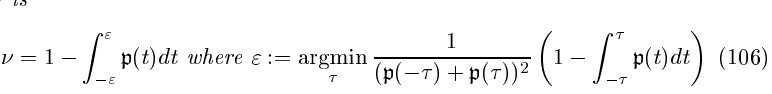 is
ν = 1 − ∫_{−ε}^{ε} 𝔭(t)dt where ε := argmin_τ 1/(𝔭(−τ) + 𝔭(τ))² (1 − ∫_{−τ}^{τ} 𝔭(t)dt) (106)